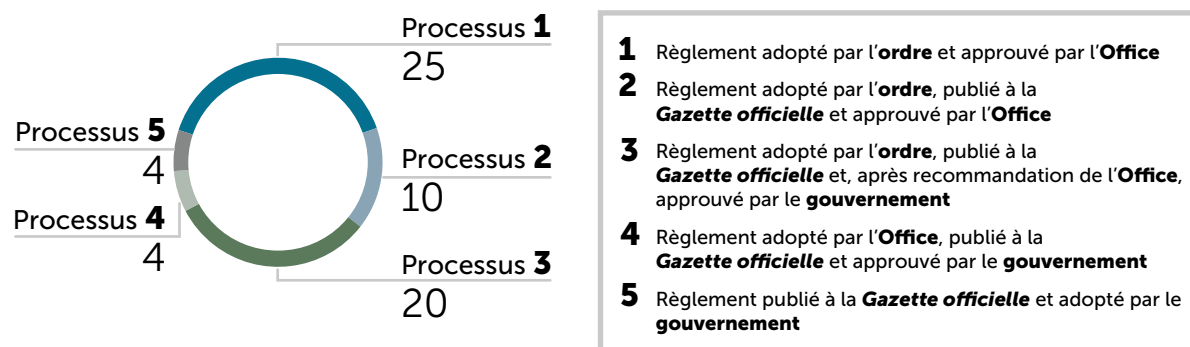 Processus 1
25
Processus 5
4
Processus 2
10
Processus 4
4
Processus 3
20
1 Règlement adopté par l'ordre et approuvé par l'Office
2 Règlement adopté par l'ordre, publié à la
Gazette officielle et approuvé par l'Office
3 Règlement adopté par l'ordre, publié à la
Gazette officielle et, après recommandation de l'Office,
approuvé par le gouvernement
4 Règlement adopté par l'Office, publié à la
Gazette officielle et approuvé par le gouvernement
5 Règlement publié à la Gazette officielle et adopté par le
gouvernement